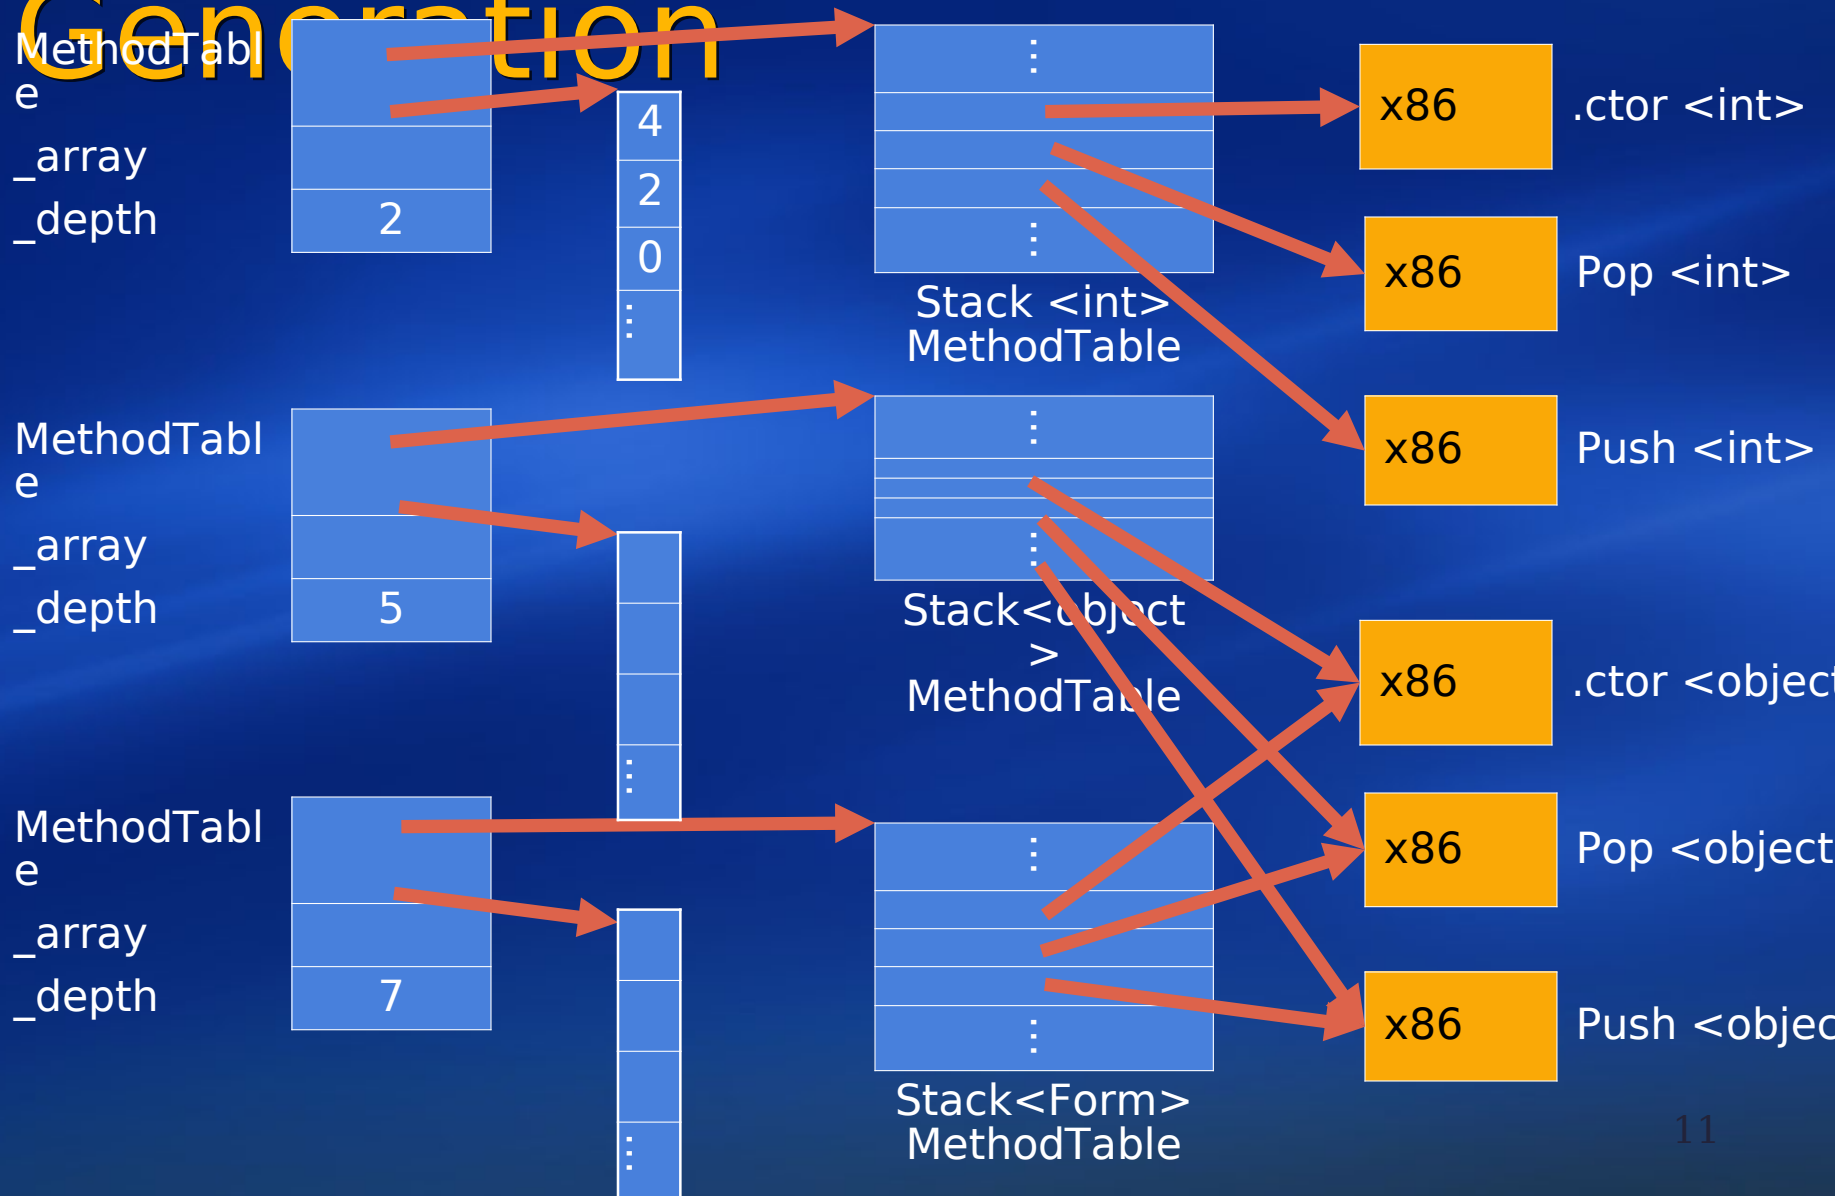 Generation
MethodTabl
e
_array
_depth
2
4
2
0
Stack <int>
MethodTable
x86
.ctor <int>
x86
Pop <int>
x86
Push <int>
MethodTabl
e
_array
_depth
5
Stack<object
>
MethodTable
x86
.ctor <object
x86
Pop <object
x86
Push <objec
MethodTabl
e
_array
_depth
7
Stack<Form>
MethodTable
11